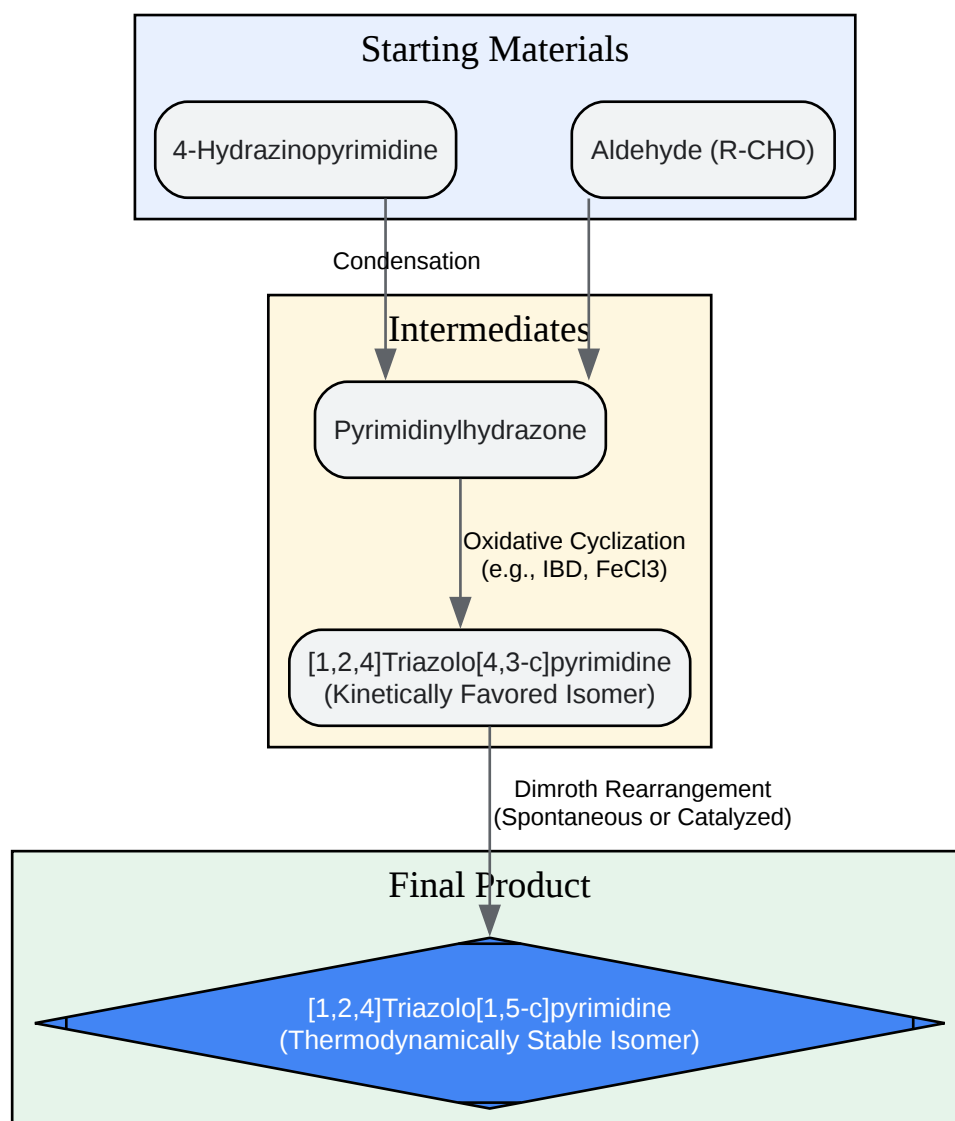 Starting Materials
4-Hydrazinopyrimidine
Aldehyde (R-CHO)
Condensation
Intermediates
Pyrimidinylhydrazone
Oxidative Cyclization
(e.g., IBD, FeCl3)
[1,2,4]Triazolo[4,3-c]pyrimidine
(Kinetically Favored Isomer)
Dimroth Rearrangement
(Spontaneous or Catalyzed)
Final Product
[1,2,4]Triazolo[1,5-c]pyrimidine
(Thermodynamically Stable Isomer)